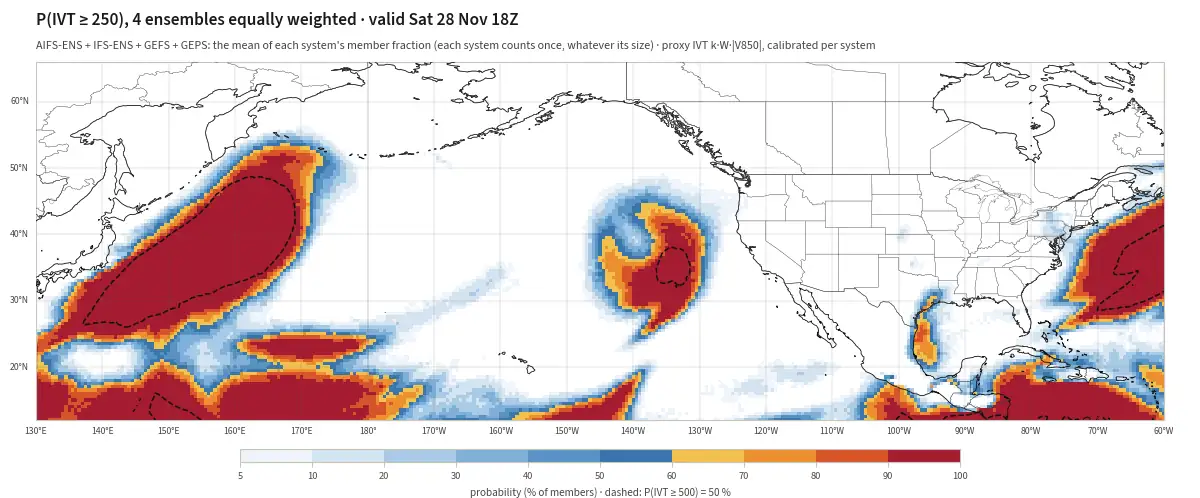 P(IVT ≥ 250), 4 ensembles equally weighted · valid Sat 28 Nov 18Z
AIFS-ENS + IFS-ENS + GEFS + GEPS: the mean of each system's member fraction (each system counts once, whatever its size) · proxy IVT k·W·|V850|, calibrated per system
60°N
50°N
40°N
30°N
20°N
130°E 140°E 150°E 160°E 170°E 180° 170°W 160°W 150°W 140°W 130°W 120°W 110°W 100°W 90°W 80°W 70°W 60°W
5 10 20 30 40 50 60 70 80 90 100
probability (% of members) · dashed: P(IVT ≥ 500) = 50 %